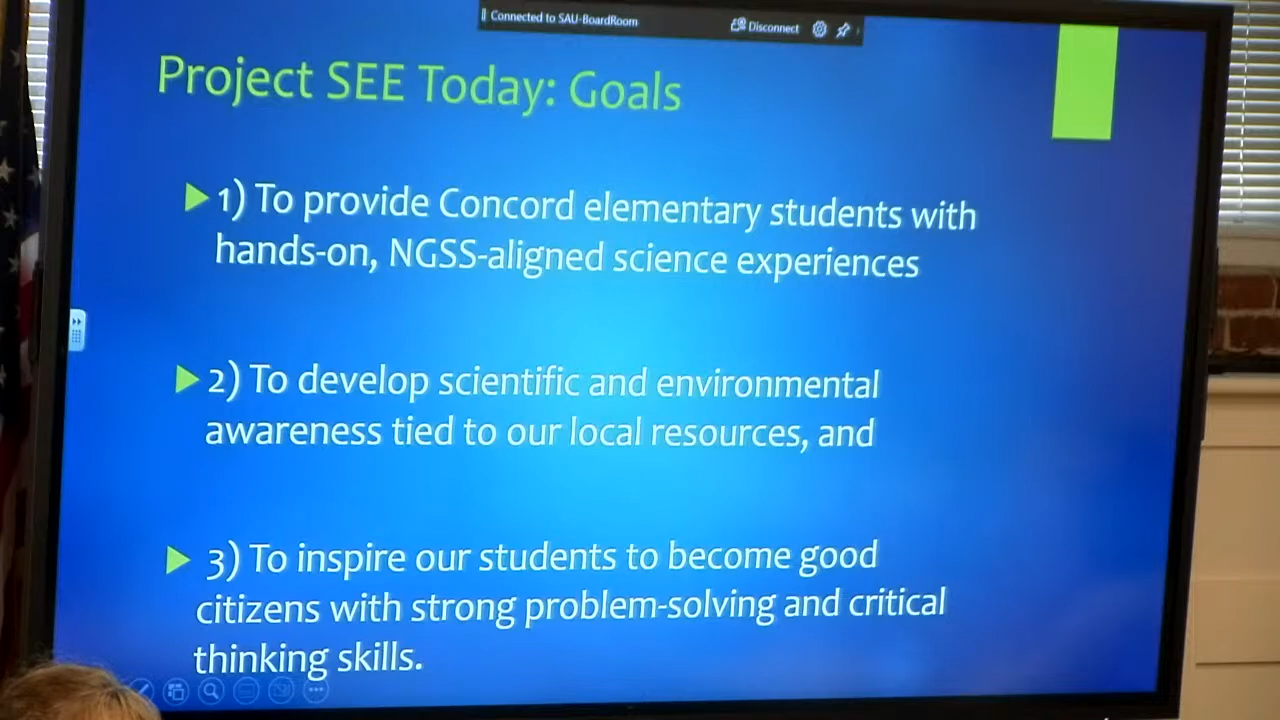 Connected to SAU-BoardRoom
Disconnect
Project SEE Today: Goals
1) To provide Concord elementary students with
hands-on, NGSS-aligned science experiences
2) To develop scientific and environmental
awareness tied to our local resources, and
3) To inspire our students to become good
citizens with strong problem-solving and critical
thinking skills.